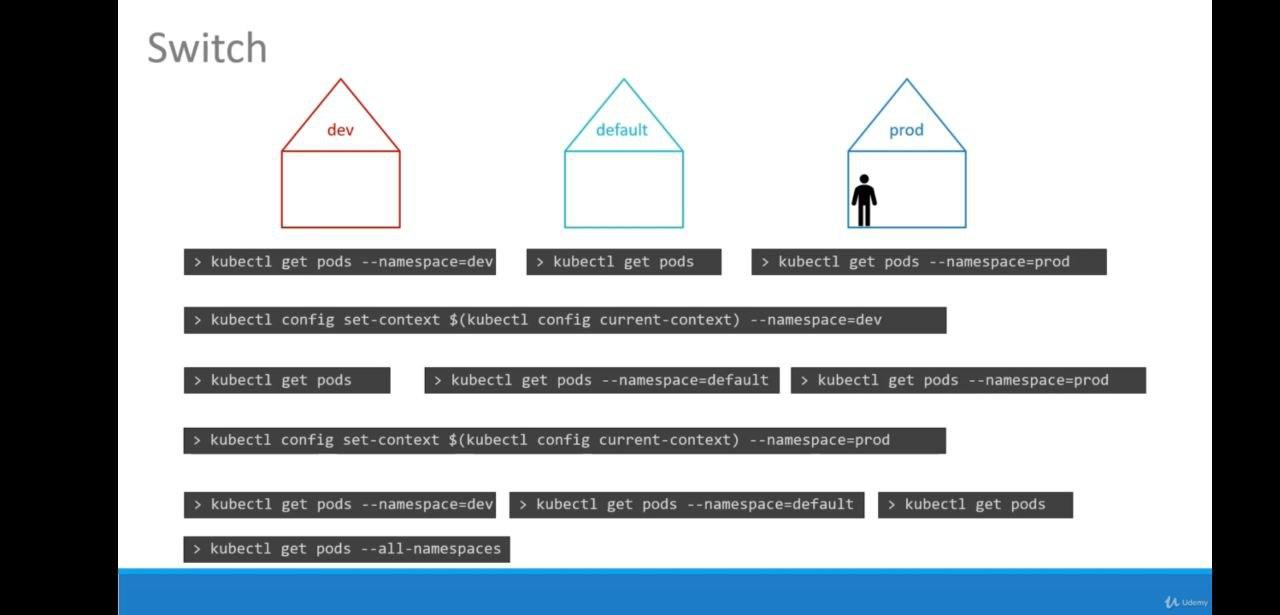 Switch
dev
default
prod
> kubectl get pods --namespace=dev
> kubectl get pods
> kubectl get pods --namespace=prod
> kubectl config set-context $(kubectl config current-context) --namespace=dev
> kubectl get pods
> kubectl get pods --namespace=default
> kubectl get pods --namespace=prod
> kubectl config set-context $(kubectl config current-context) --namespace=prod
> kubectl get pods --namespace=dev
> kubectl get pods --namespace=default
> kubectl get pods
> kubectl get pods --all-namespaces
Udemy